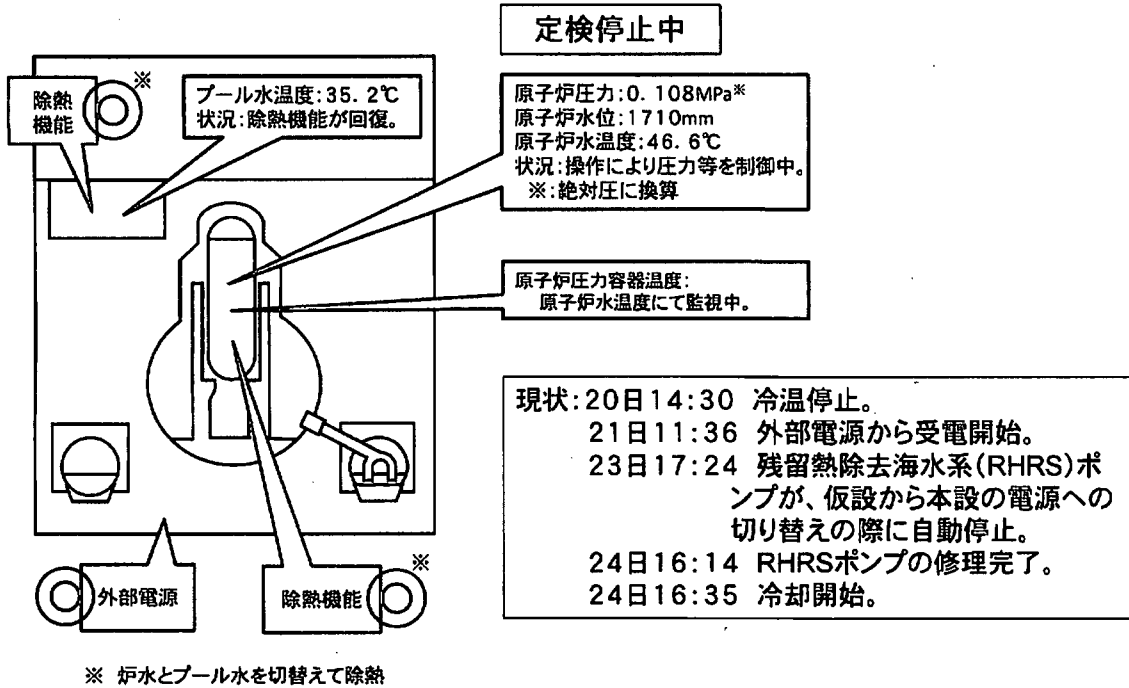 定検停止中
※
除熱
機能
プール水温度:35.2℃
状況:除熱機能が回復。
原子炉圧力:0.108MPa※
原子炉水位:1710mm
原子炉水温度:46.6℃
状況:操作により圧力等を制御中。
※:絶対圧に換算
原子炉圧力容器温度:
原子炉水温度にて監視中。
現状:20日14:30 冷温停止。
21日11:36 外部電源から受電開始。
23日17:24 残留熱除去海水系(RHRS)ポ
ンプが、仮設から本設の電源への
切り替えの際に自動停止。
24日16:14 RHRSポンプの修理完了。
24日16:35 冷却開始。
外部電源
除熱機能
※
※ 炉水とプール水を切替えて除熱